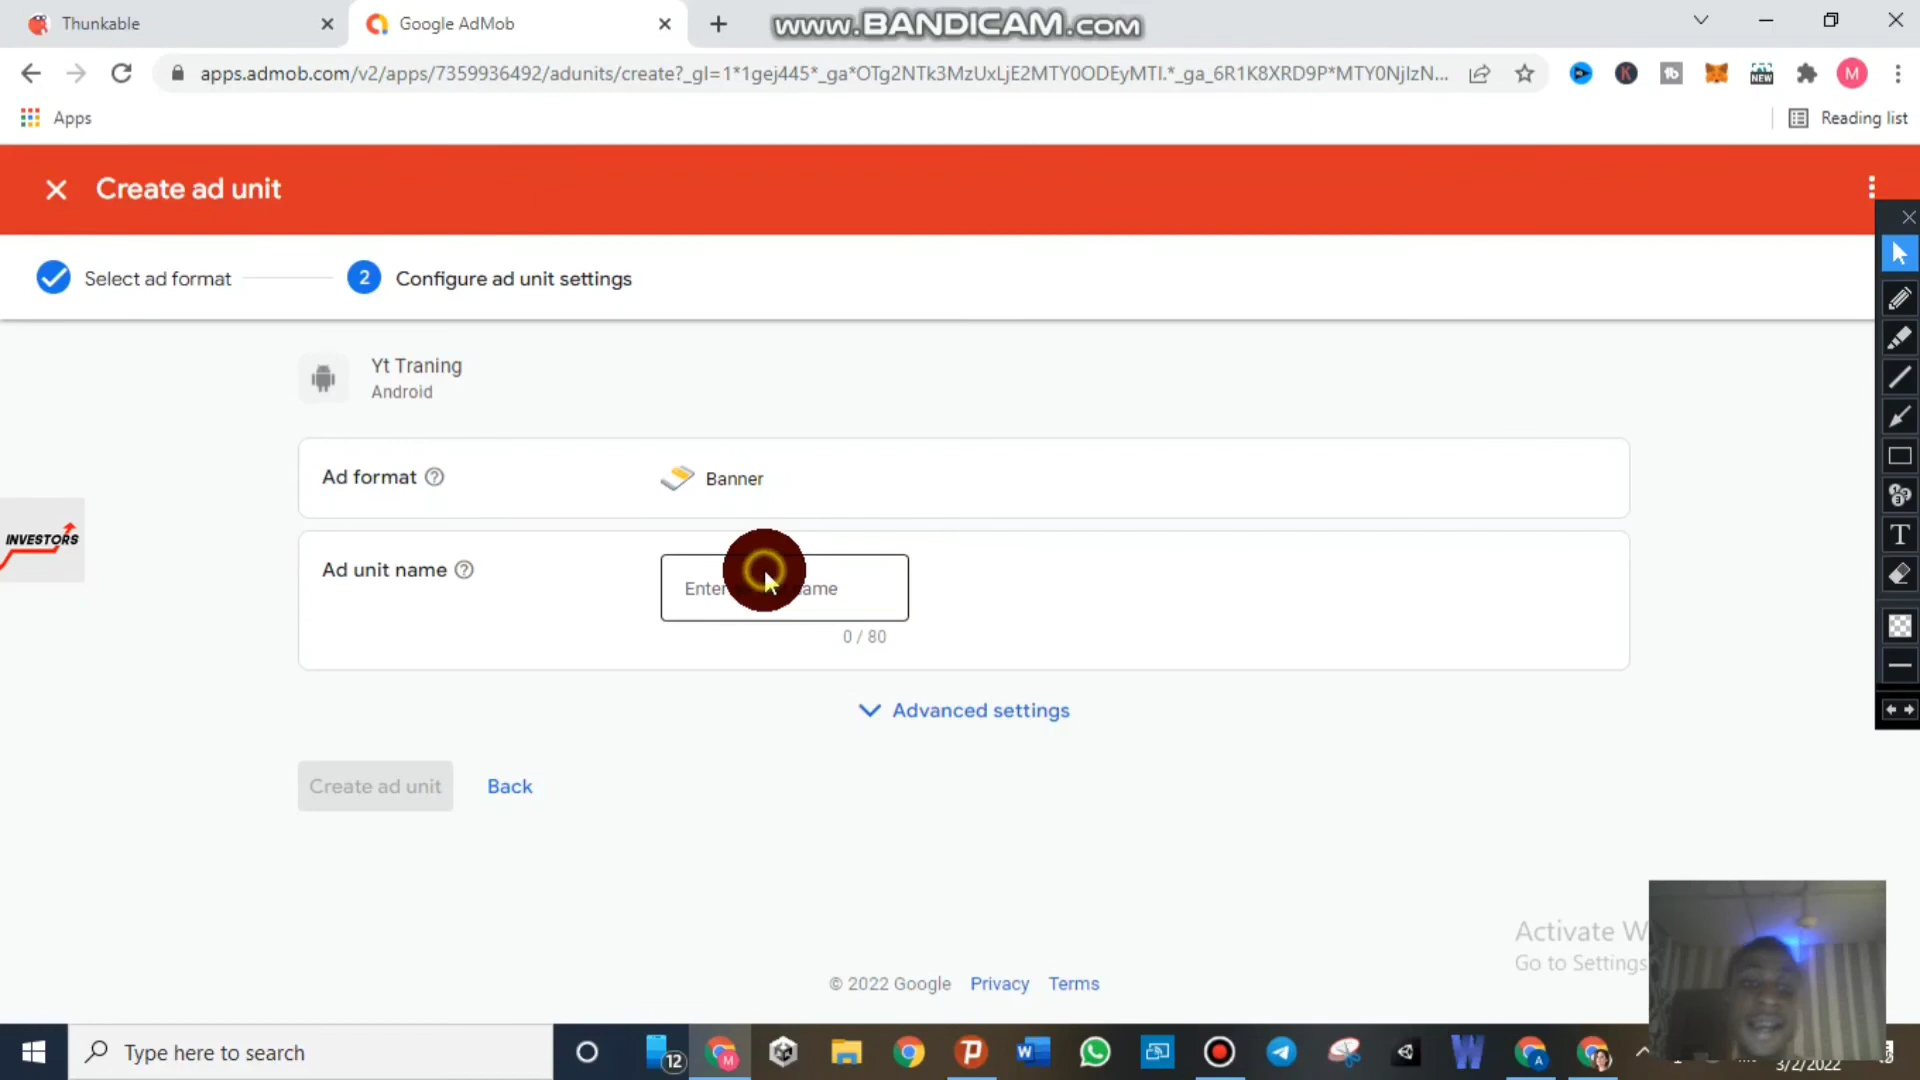 Thunkable
Google AdMob
www.BANDICAM.com
apps.admob.com/v2/apps/7359936492/adunits/create?_gl=1*1gej445*_ga*OTg2NTk3MzUxLjE2MTY0ODEyMTI.*_ga_6R1K8XRD9P*MTY0NjIzN...
NEW
M
Apps
Reading list
Create ad unit
Select ad format
2 Configure ad unit settings
Yt Traning
Android
Ad format
Banner
INVESTORS
Ad unit name
Enter name
0 / 80
Advanced settings
Create ad unit
Back
Activate W
Go to Settings
© 2022 Google Privacy Terms
Type here to search
12
3/2/2022